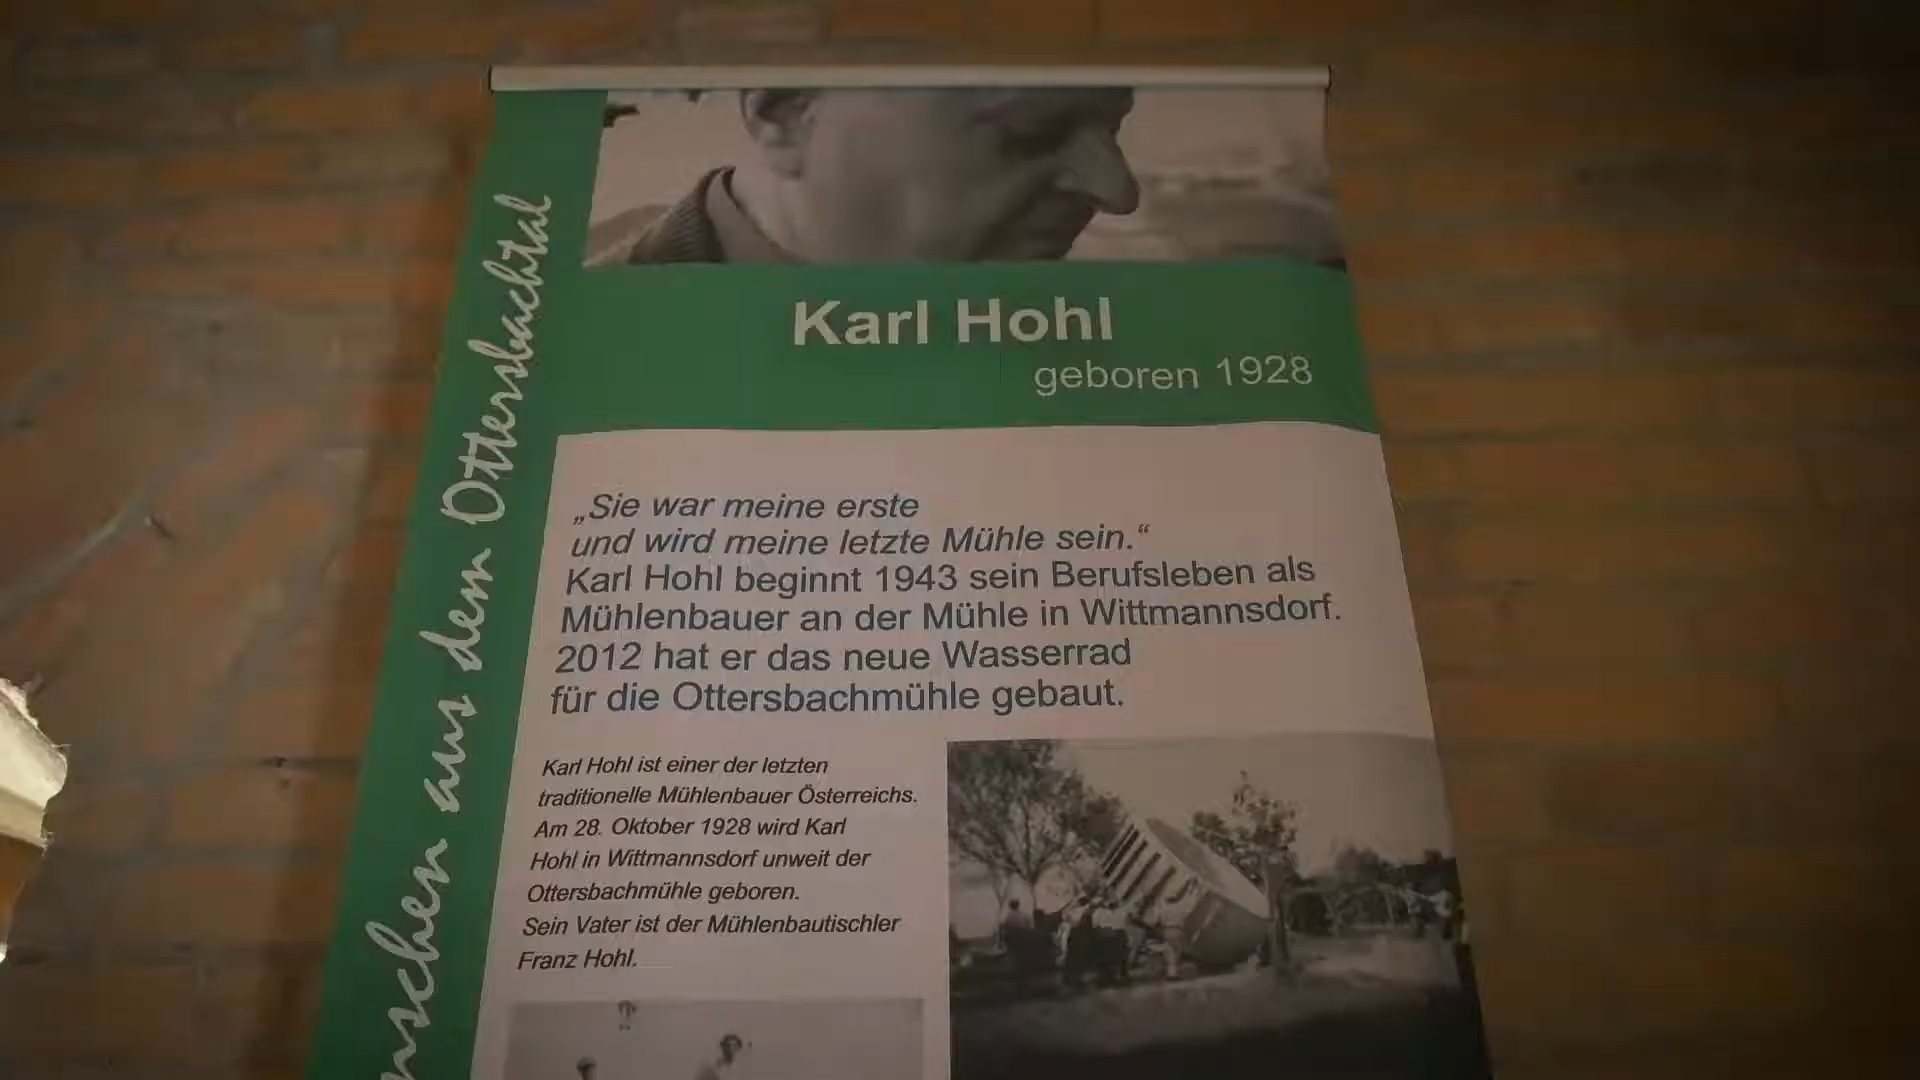 Karl Hohl
geboren 1928
„Sie war meine erste
und wird meine letzte Mühle sein.“
Karl Hohl beginnt 1943 sein Berufsleben als
Mühlenbauer an der Mühle in Wittmannsdorf.
2012 hat er das neue Wasserrad
für die Ottersbachmühle gebaut.
Karl Hohl ist einer der letzten
traditionelle Mühlenbauer Österreichs.
Am 28. Oktober 1928 wird Karl
Hohl in Wittmannsdorf unweit der
Ottersbachmühle geboren.
Sein Vater ist der Mühlenbautischler
Franz Hohl.
nschen aus dem Ottersbachtal